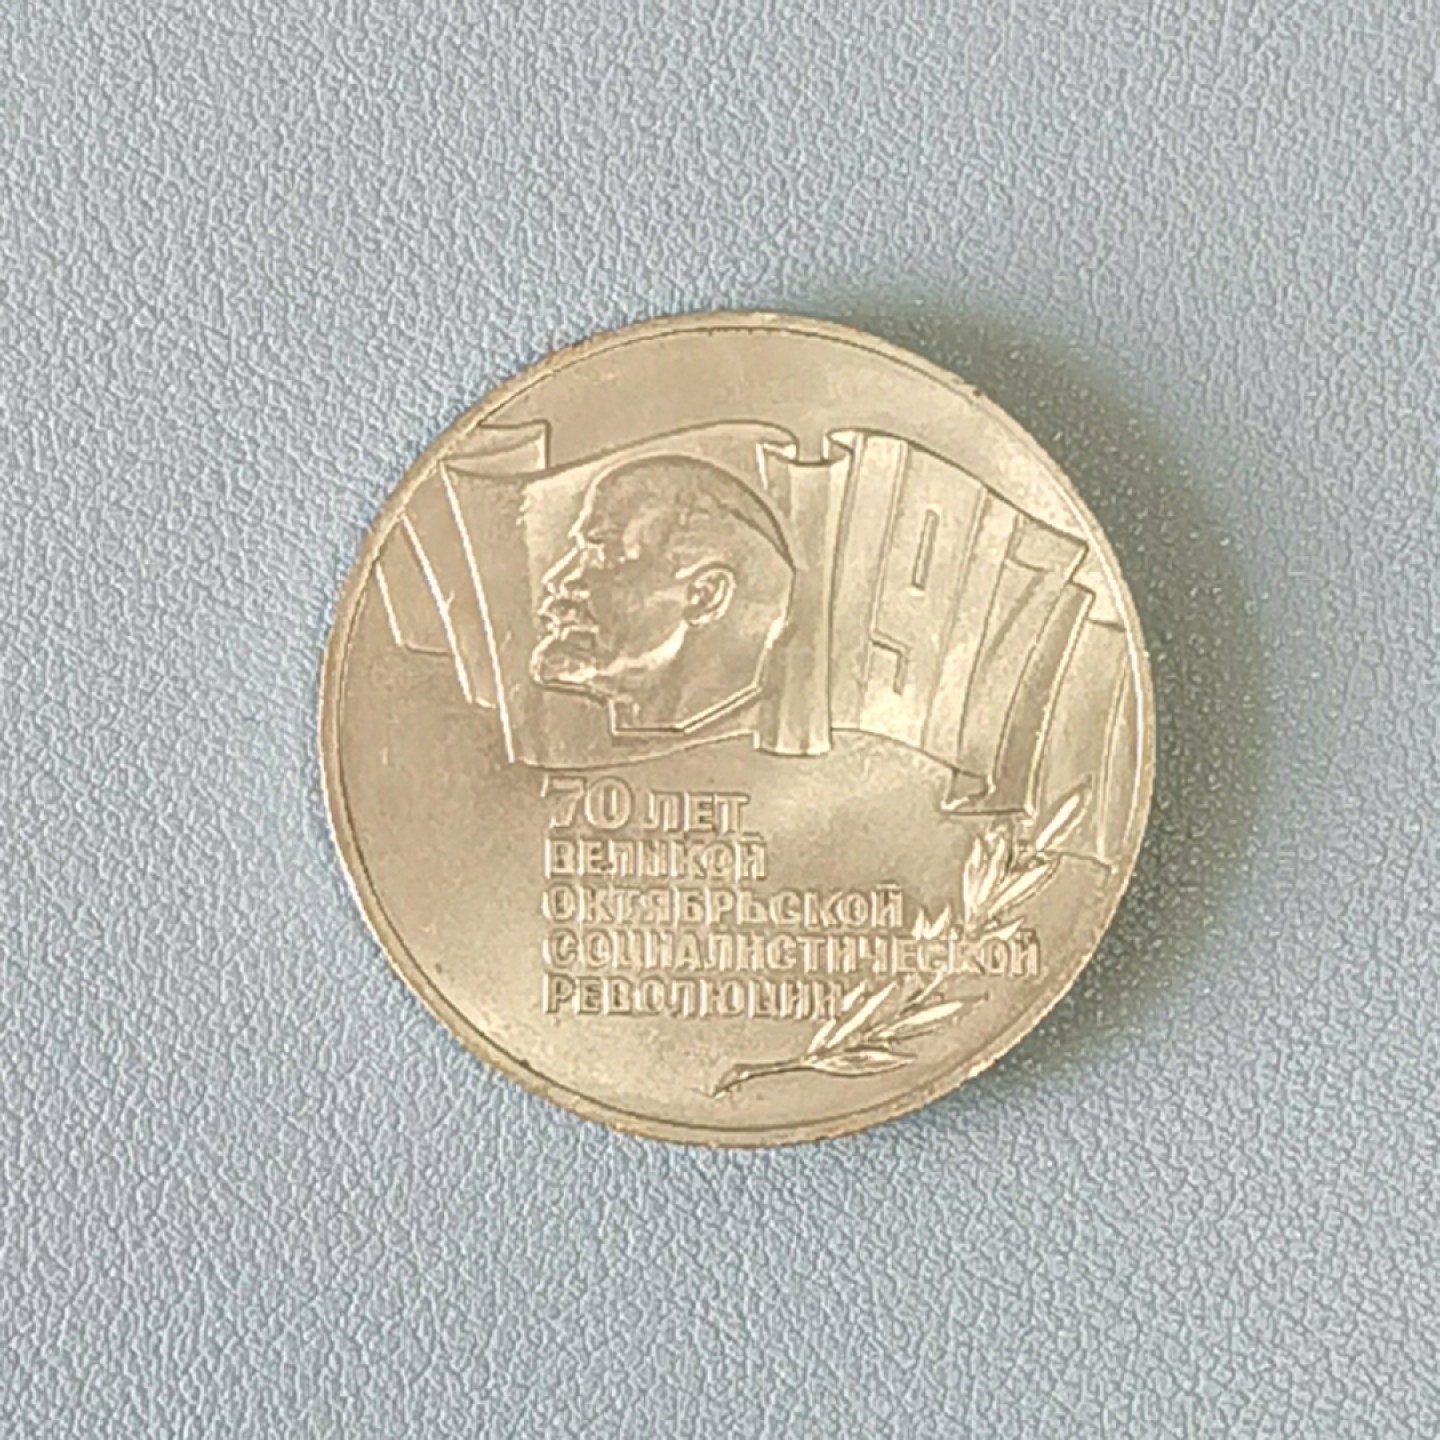 1917
70 ЛЕТ
ВЕЛИКОЙ
ОКТЯБРЬСКОЙ
СОЦИАЛИСТИЧЕСКОЙ
РЕВОЛЮЦИИ